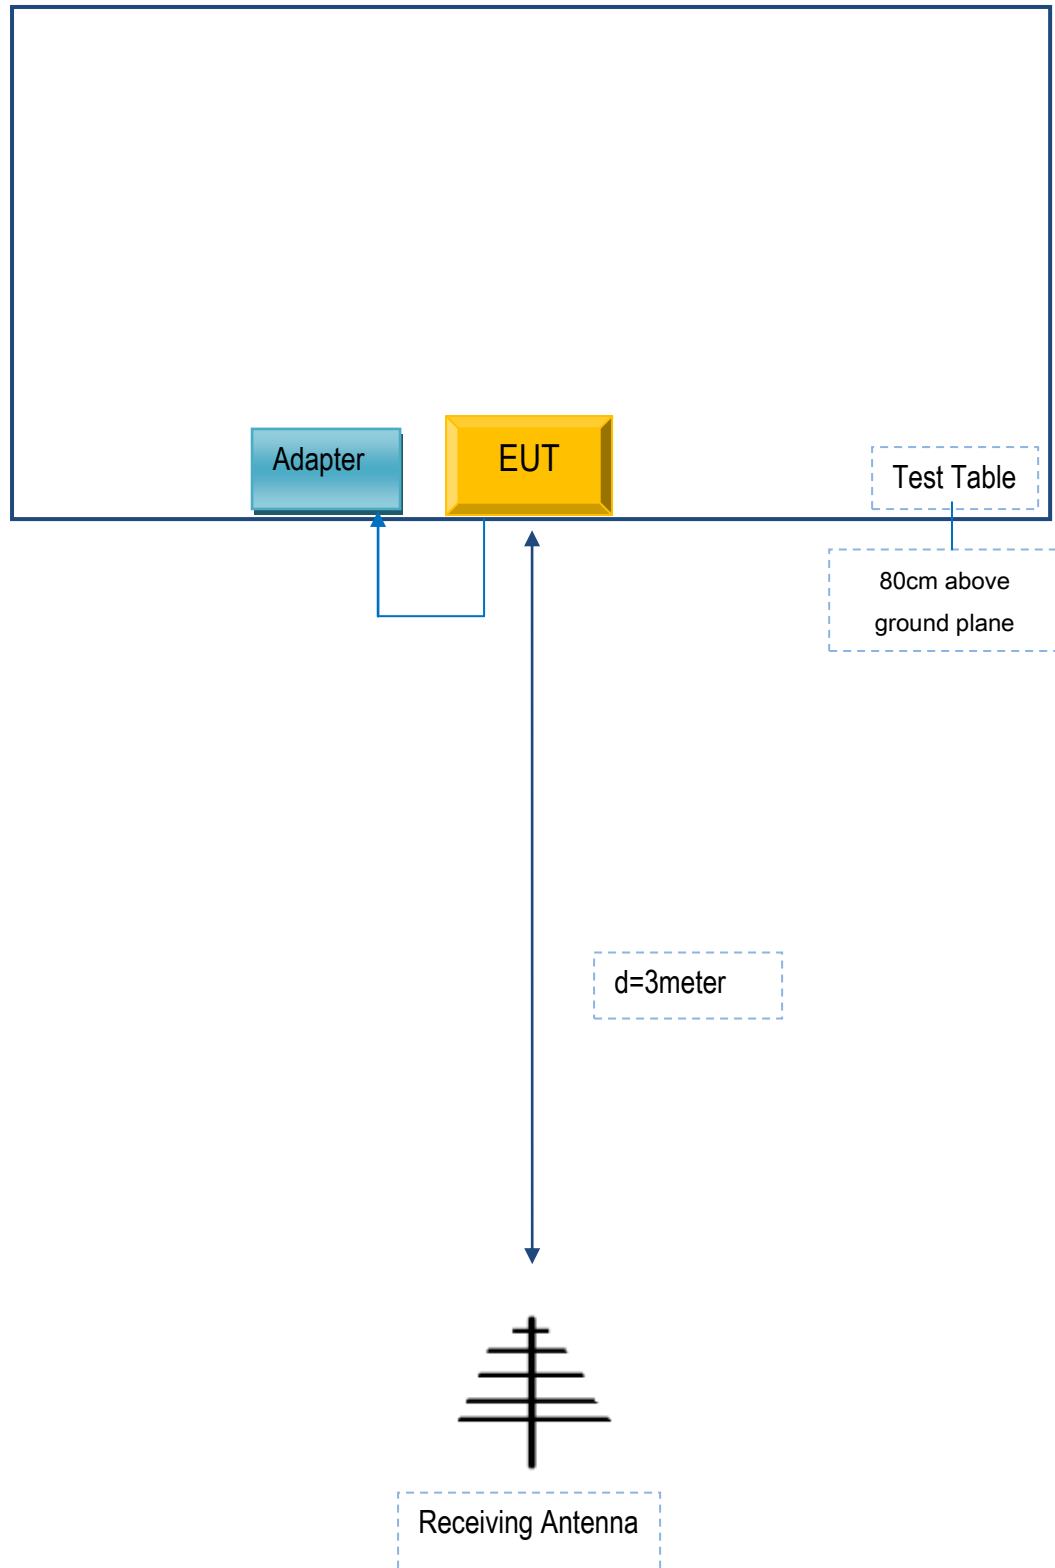 Adapter
EUT
Test Table
80cm above
ground plane
d=3meter
Receiving Antenna